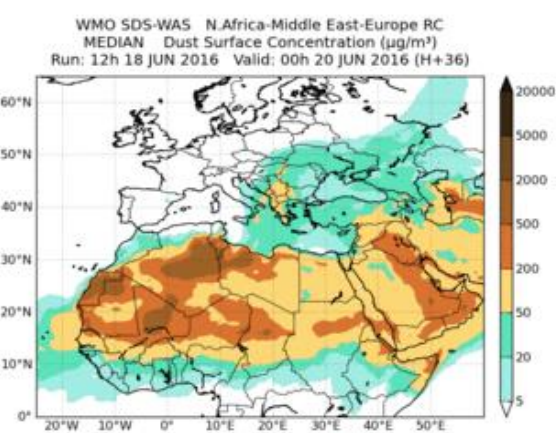 WMO SDS-WAS N.Africa-Middle East-Europe RC
MEDIAN Dust Surface Concentration (µg/m³)
Run: 12h 18 JUN 2016 Valid: 00h 20 JUN 2016 (H+36)
60°N
50°N
40°N
30°N
20°N
10°N
0°
20°W 10°W 0° 10°E 20°E 30°E 40°E 50°E
20000
5000
2000
500
200
50
20
5